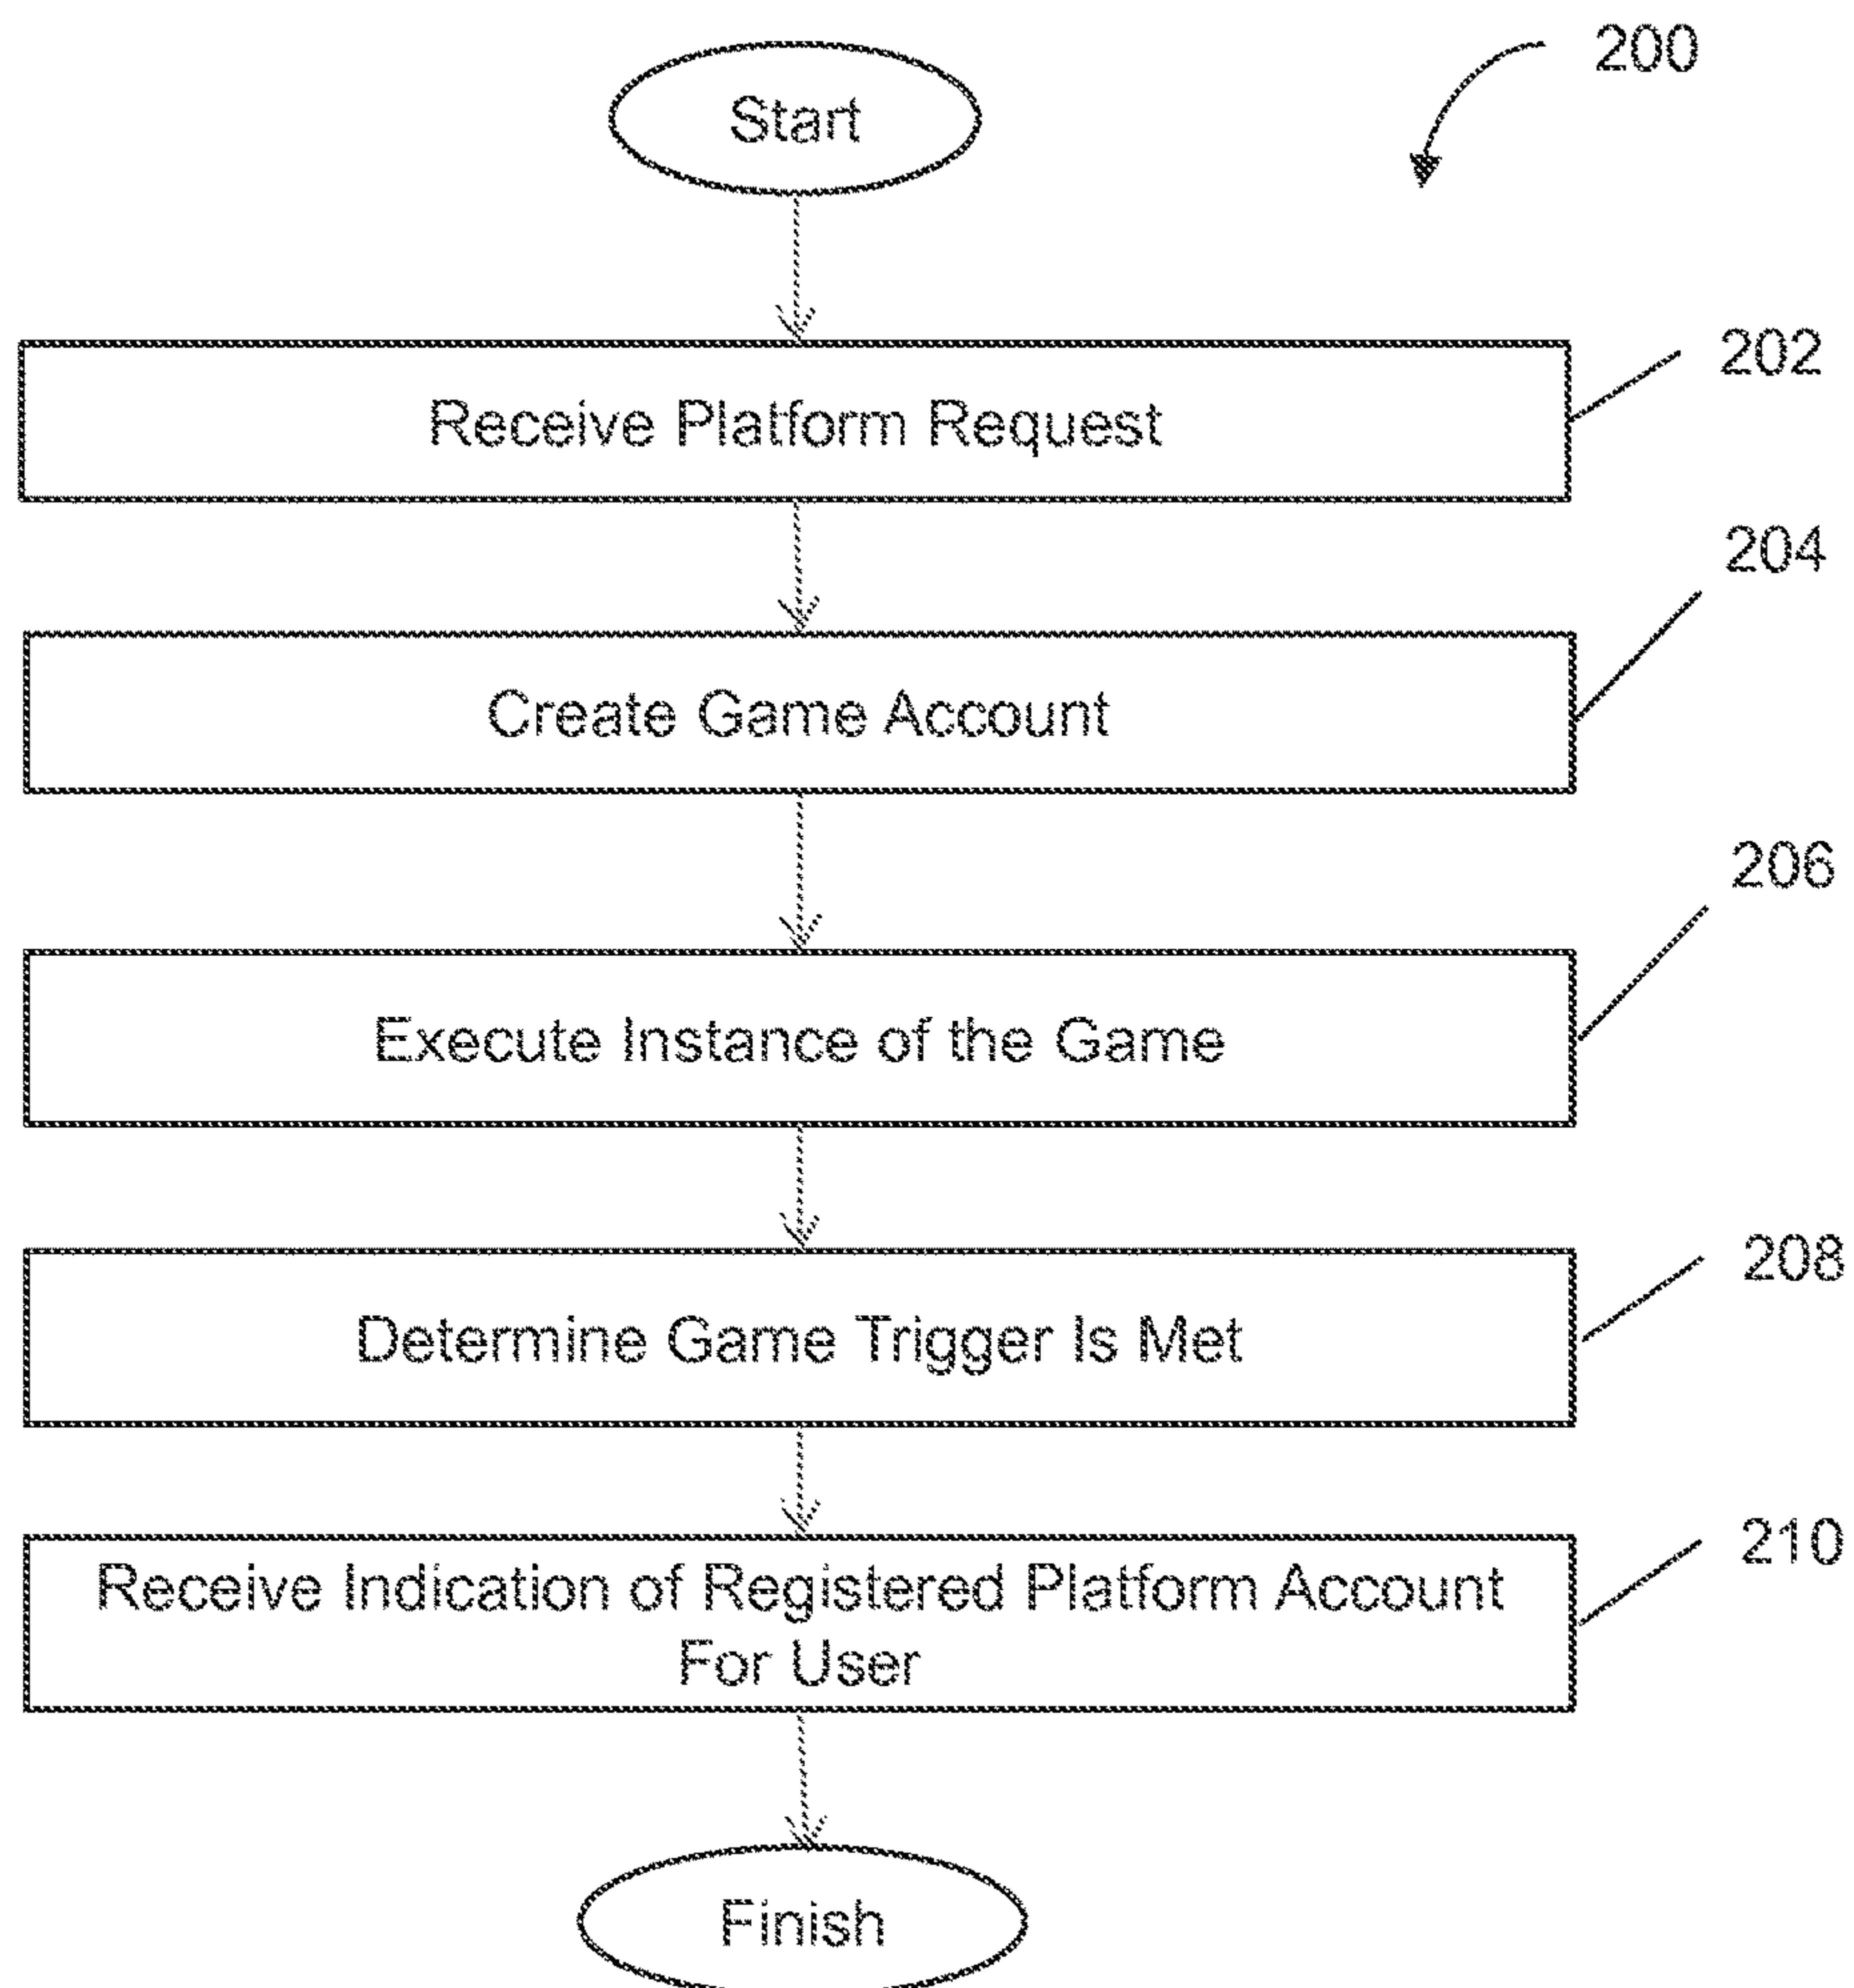 200
Start
202
Receive Platform Request
204
Create Game Account
206
Execute Instance of the Game
208
Determine Game Trigger Is Met
210
Receive Indication of Registered Platform Account
For User
Finish